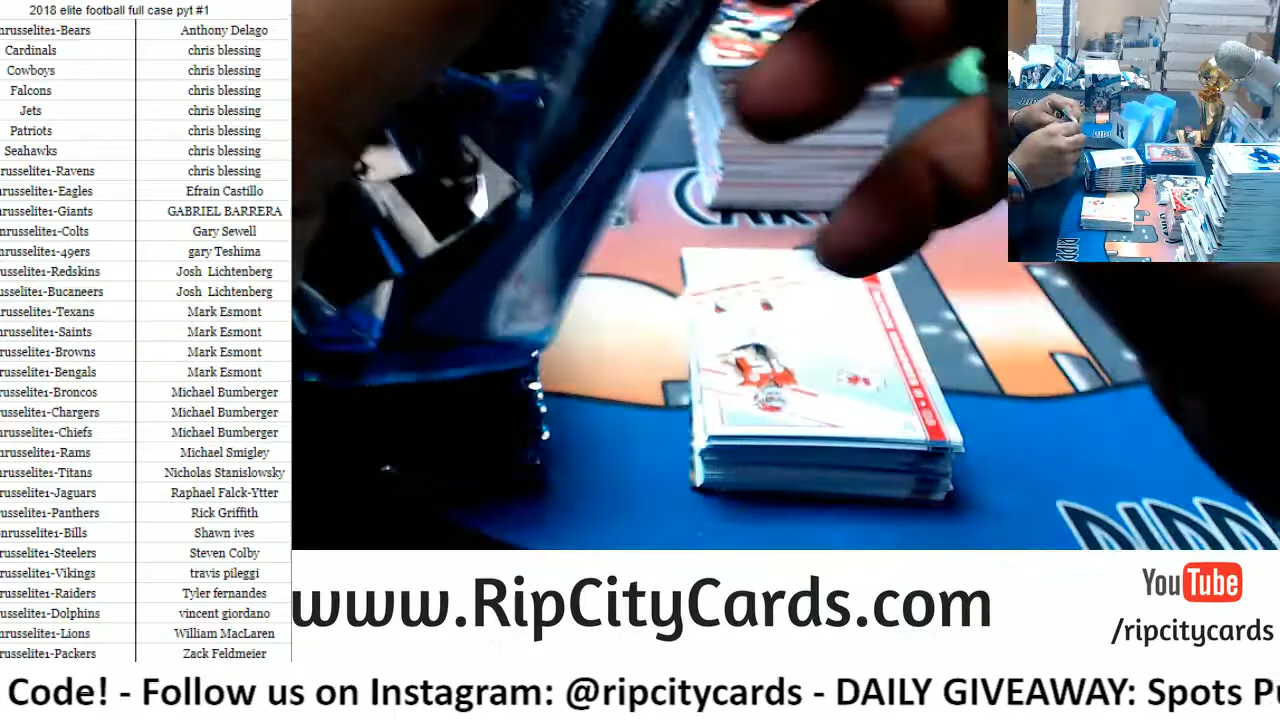 2018 elite football full case pyt #1
nrusselite1-Bears Anthony Delago
Cardinals chris blessing
Cowboys chris blessing
Falcons chris blessing
Jets chris blessing
Patriots chris blessing
Seahawks chris blessing
nrusselite1-Ravens chris blessing
nrusselite1-Eagles Efrain Castillo
nrusselite1-Giants GABRIEL BARRERA
nrusselite1-Colts Gary Sewell
nrusselite1-49ers gary Teshima
russelite1-Redskins Josh Lichtenberg
usselite1-Bucaneers Josh Lichtenberg
nrusselite1-Texans Mark Esmont
nrusselite1-Saints Mark Esmont
nrusselite1-Browns Mark Esmont
nrusselite1-Bengals Mark Esmont
nrusselite1-Broncos Michael Bumberger
nrusselite1-Chargers Michael Bumberger
nrusselite1-Chiefs Michael Bumberger
nrusselite1-Rams Michael Smigley
nrusselite1-Titans Nicholas Stanislowsky
russelite1-Jaguars Raphael Falck-Ytter
russelite1-Panthers Rick Griffith
onrusselite1-Bills Shawn ives
russelite1-Steelers Steven Colby
russelite1-Vikings travis pileggi
russelite1-Raiders Tyler fernandes
usselite1-Dolphins vincent giordano
nrusselite1-Lions William MacLaren
russelite1-Packers Zack Feldmeier
www.RipCityCards.com
YouTube
/ripcitycards
Code! - Follow us on Instagram: @ripcitycards - DAILY GIVEAWAY: Spots Pr